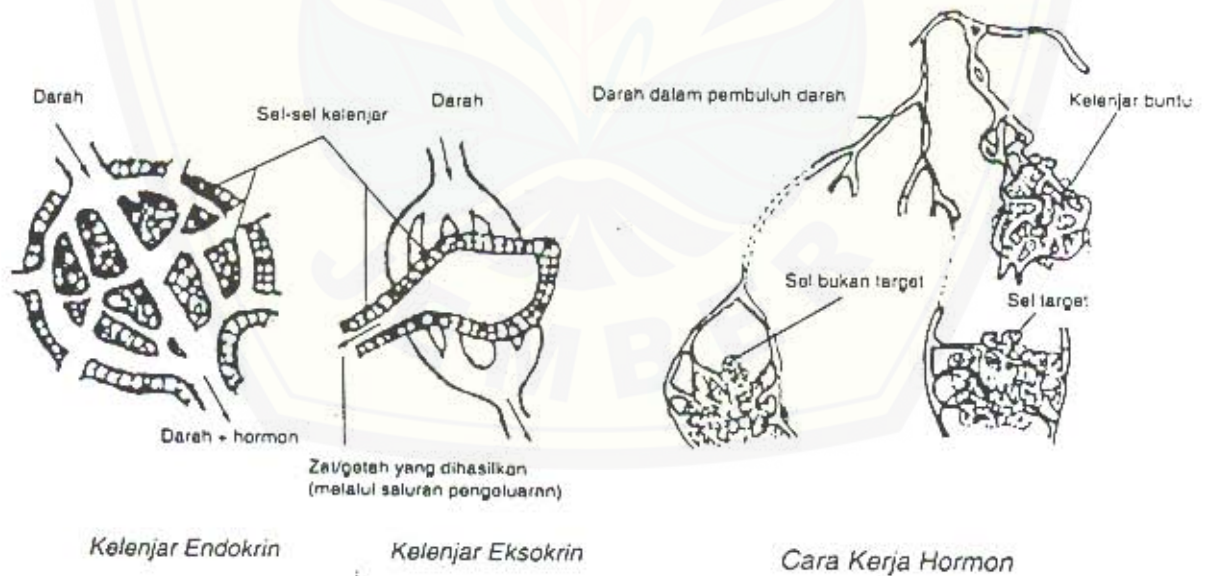 Darah
Sel-sel kelenjar
Darah
Darah dalam pembuluh darah
Kelenjar buntu
Sel bukan target
Sel target
Darah + hormon
Zat/getah yang dihasilkan
(melalui saluran pengeluaran)
Kelenjar Endokrin
Kelenjar Eksokrin
Cara Kerja Hormon
JEMBER